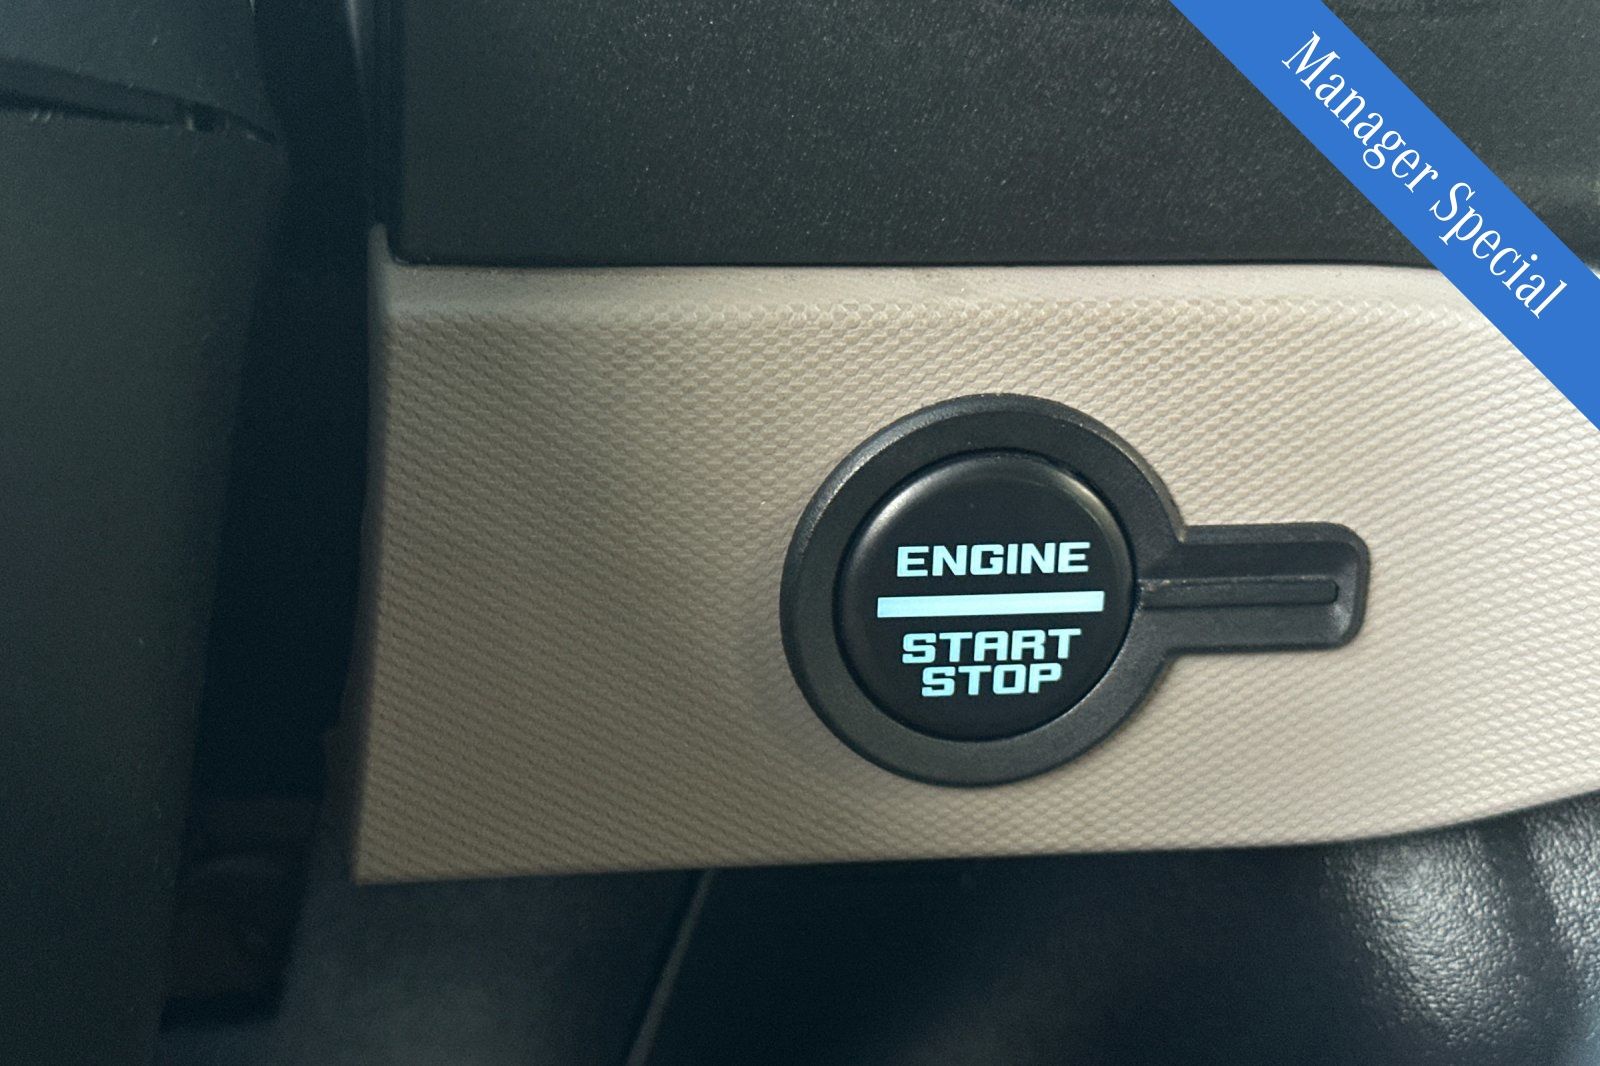 Manager Special
ENGINE
START
STOP